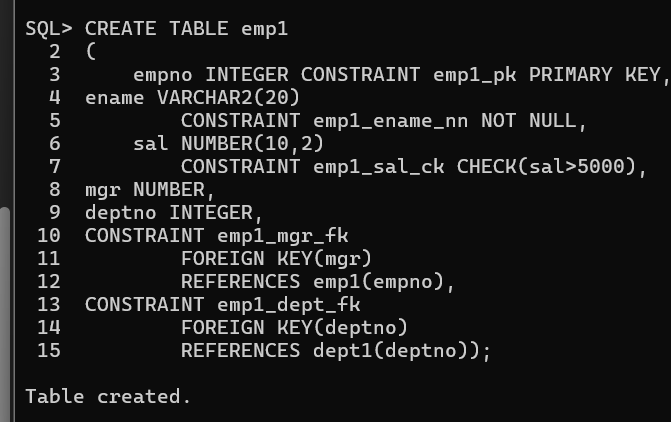 SQL> CREATE TABLE emp1
  2  (
  3      empno INTEGER CONSTRAINT emp1_pk PRIMARY KEY,
  4  ename VARCHAR2(20)
  5          CONSTRAINT emp1_ename_nn NOT NULL,
  6      sal NUMBER(10,2)
  7          CONSTRAINT emp1_sal_ck CHECK(sal>5000),
  8  mgr NUMBER,
  9  deptno INTEGER,
 10  CONSTRAINT emp1_mgr_fk
 11          FOREIGN KEY(mgr)
 12          REFERENCES emp1(empno),
 13  CONSTRAINT emp1_dept_fk
 14          FOREIGN KEY(deptno)
 15          REFERENCES dept1(deptno));
Table created.